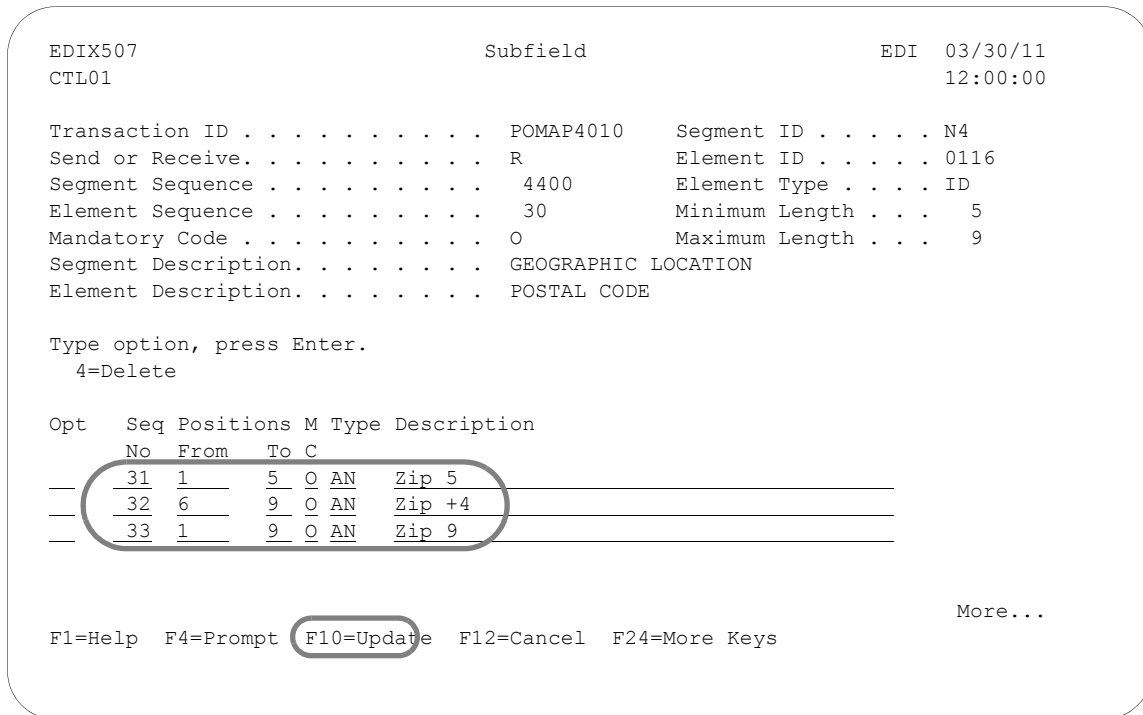 EDIX507 Subfield EDI 03/30/11
CTL01 12:00:00
Transaction ID . . . . . . . . . . POMAP4010 Segment ID . . . . . N4
Send or Receive. . . . . . . . . . R Element ID . . . . . 0116
Segment Sequence . . . . . . . . . 4400 Element Type . . . . ID
Element Sequence . . . . . . . . . 30 Minimum Length . . . 5
Mandatory Code . . . . . . . . . . O Maximum Length . . . 9
Segment Description. . . . . . . . GEOGRAPHIC LOCATION
Element Description. . . . . . . . POSTAL CODE
Type option, press Enter.
4=Delete
Opt Seq Positions M Type Description
No From To C
31 1 5 O AN Zip 5
32 6 9 O AN Zip +4
33 1 9 O AN Zip 9
More...
F1=Help F4=Prompt F10=Update F12=Cancel F24=More Keys